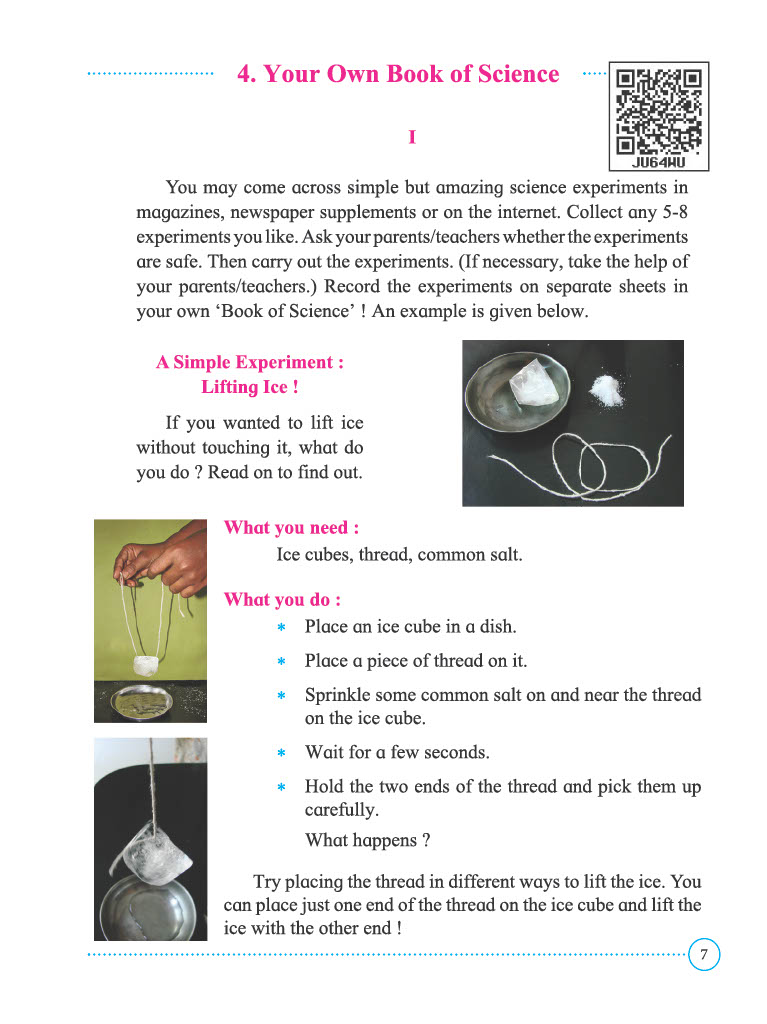 4. Your Own Book of Science
JU64WU
I
You may come across simple but amazing science experiments in
magazines, newspaper supplements or on the internet. Collect any 5-8
experiments you like. Ask your parents/teachers whether the experiments
are safe. Then carry out the experiments. (If necessary, take the help of
your parents/teachers.) Record the experiments on separate sheets in
your own ‘Book of Science’ ! An example is given below.
A Simple Experiment :
Lifting Ice !
If you wanted to lift ice
without touching it, what do
you do ? Read on to find out.
What you need :
Ice cubes, thread, common salt.
What you do :
* Place an ice cube in a dish.
* Place a piece of thread on it.
* Sprinkle some common salt on and near the thread
on the ice cube.
* Wait for a few seconds.
* Hold the two ends of the thread and pick them up
carefully.
What happens ?
Try placing the thread in different ways to lift the ice. You
can place just one end of the thread on the ice cube and lift the
ice with the other end !
7